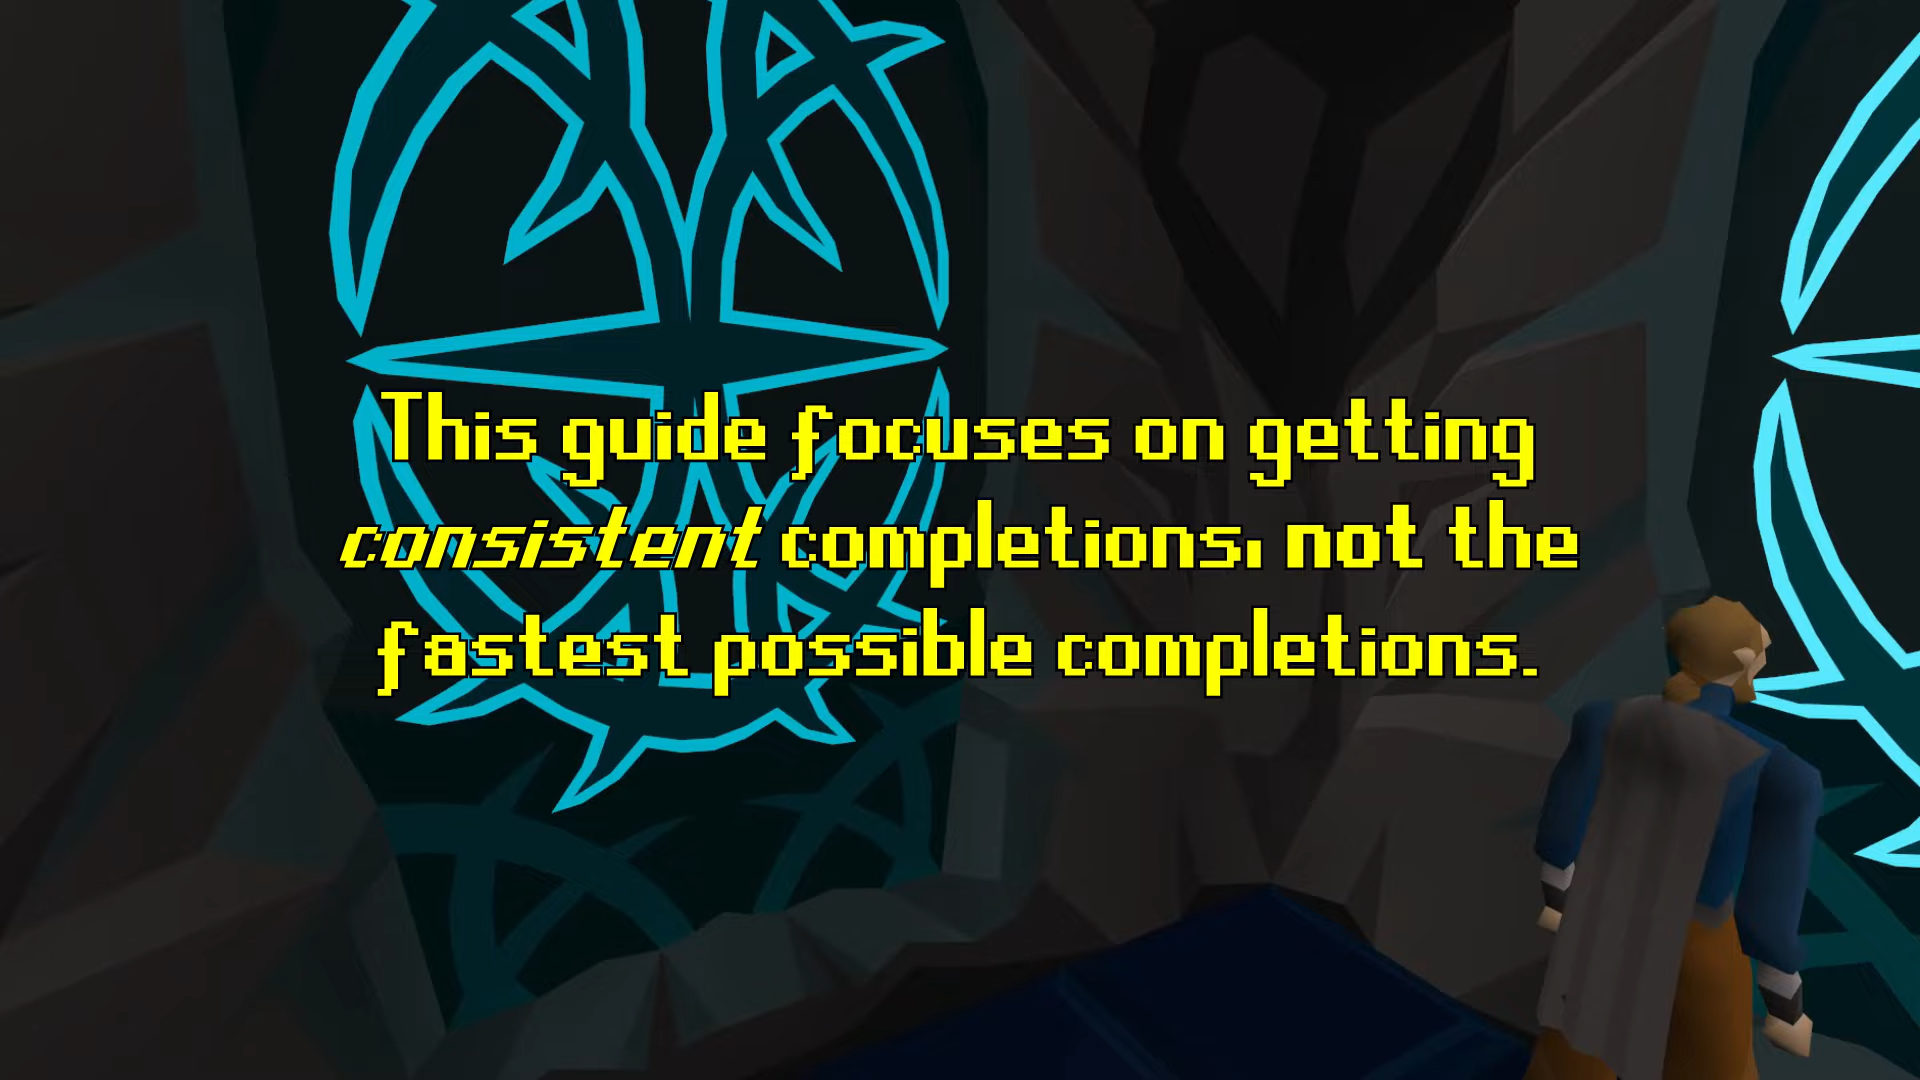 This guide focuses on getting
consistent completions, not the
fastest possible completions.